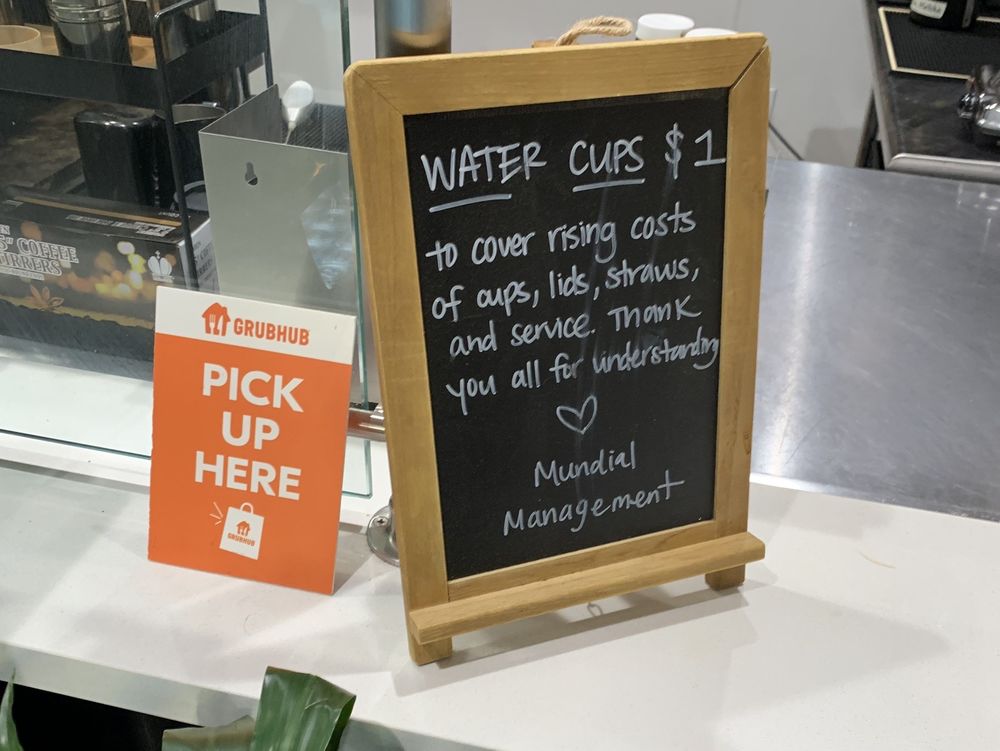 WATER CUPS $1
to cover rising costs
of cups, lids, straws,
and service. Thank
you all for understanding
Mundial
Management
GRUBHUB
PICK
UP
HERE
GRUBHUB
COFFEE